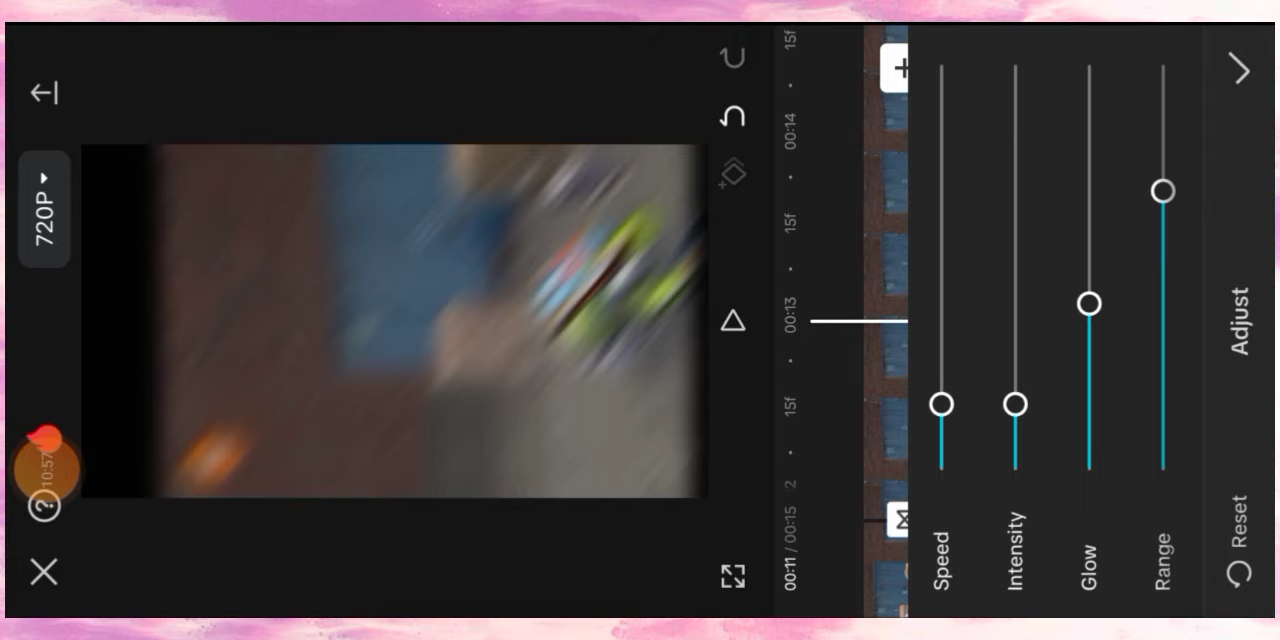 720P
10:57
?
00:11 / 00:15
15f
00:13
15f
00:14
15f
Speed
Intensity
Glow
Range
Reset
Adjust